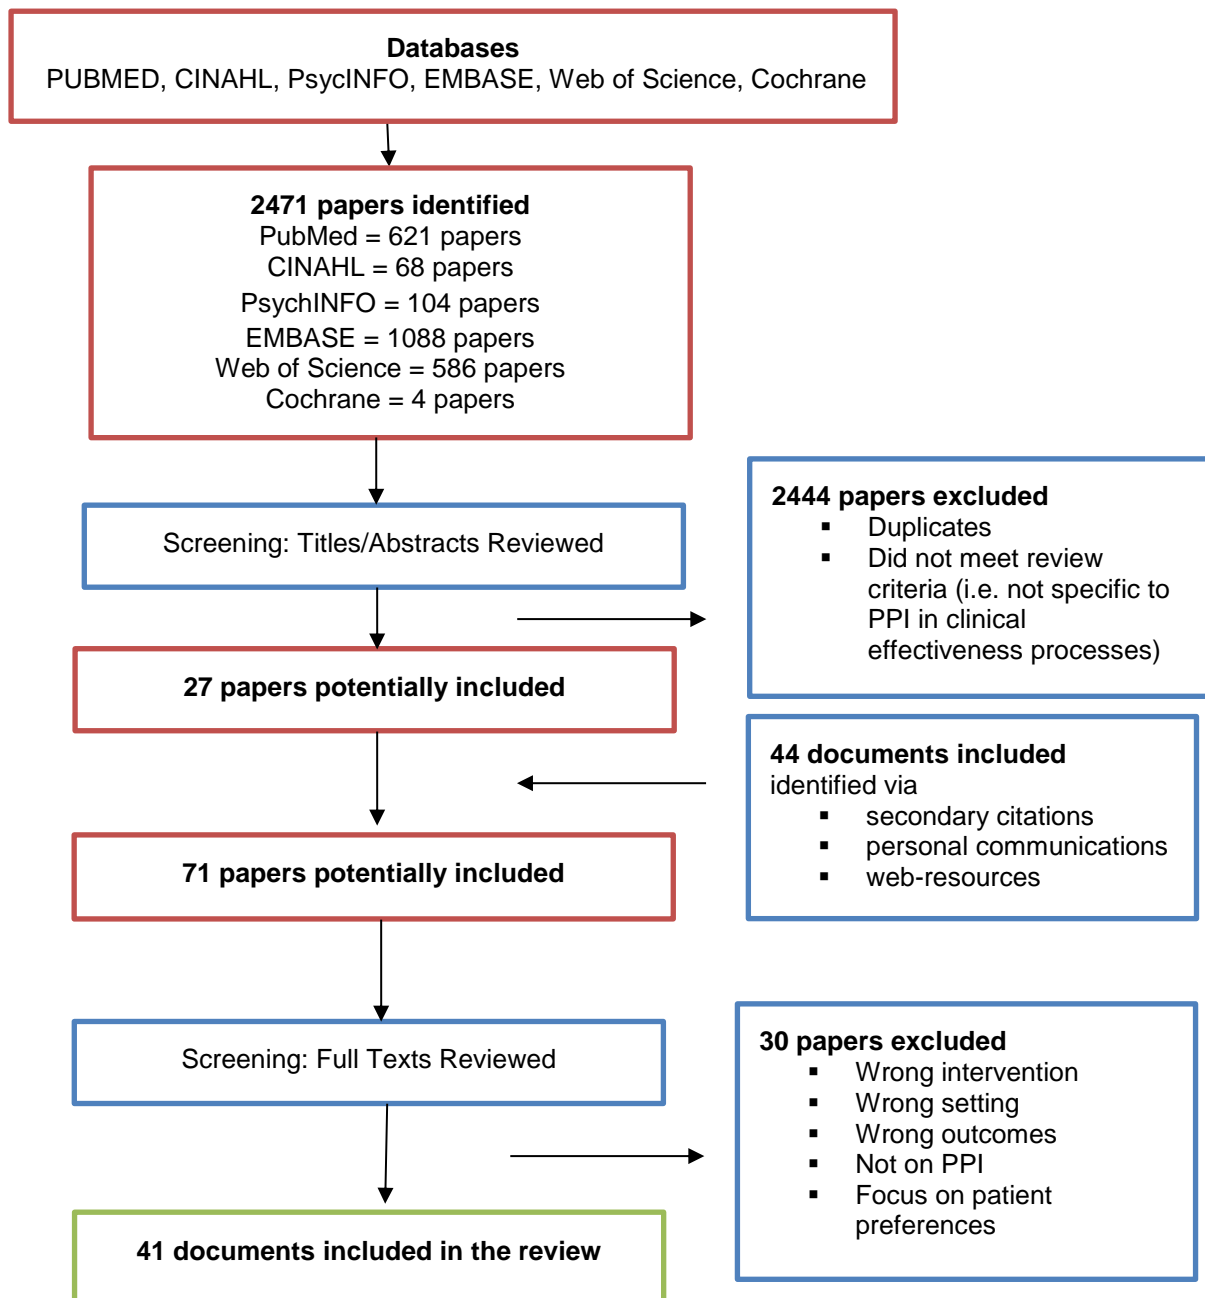 Databases
PUBMED, CINAHL, PsycINFO, EMBASE, Web of Science, Cochrane
2471 papers identified
PubMed = 621 papers
CINAHL = 68 papers
PsychINFO = 104 papers
EMBASE = 1088 papers
Web of Science = 586 papers
Cochrane = 4 papers
Screening: Titles/Abstracts Reviewed
2444 papers excluded
▪ Duplicates
▪ Did not meet review
criteria (i.e. not specific to
PPI in clinical
effectiveness processes)
27 papers potentially included
44 documents included
identified via
▪ secondary citations
▪ personal communications
▪ web-resources
71 papers potentially included
Screening: Full Texts Reviewed
30 papers excluded
▪ Wrong intervention
▪ Wrong setting
▪ Wrong outcomes
▪ Not on PPI
▪ Focus on patient
preferences
41 documents included in the review